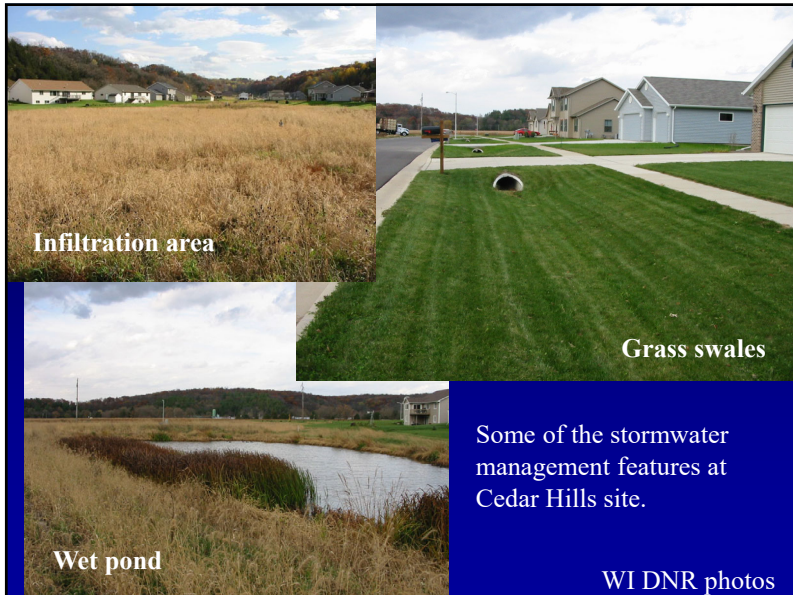 Infiltration area
Grass swales
Wet pond
Some of the stormwater
management features at
Cedar Hills site.
WI DNR photos